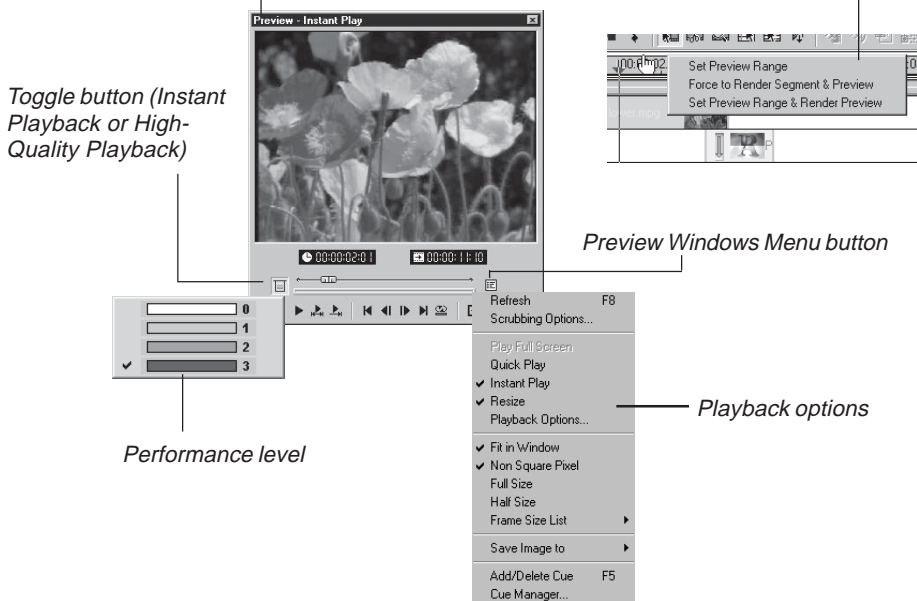 Preview - Instant Play
Set Preview Range
Force to Render Segment & Preview
Set Preview Range & Render Preview
Toggle button (Instant
Playback or High-
Quality Playback)
Preview Windows Menu button
00:00:02:01
00:00:11:10
0
1
2
3
Performance level
Refresh F8
Scrubbing Options...
Play Full Screen
Quick Play
Instant Play
Resize
Playback Options...
Playback options
Fit in Window
Non Square Pixel
Full Size
Half Size
Frame Size List
Save Image to
Add/Delete Cue F5
Cue Manager...